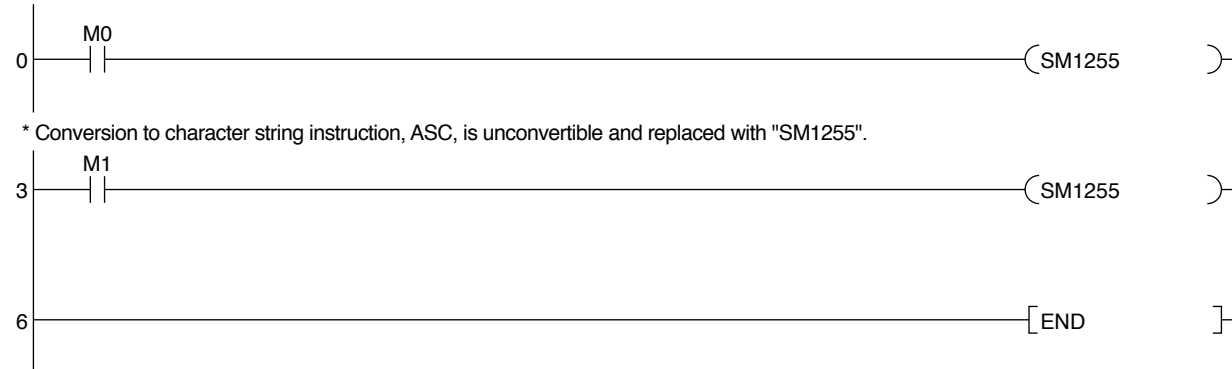 M0
0 SM1255
* Conversion to character string instruction, ASC, is unconvertible and replaced with "SM1255".
M1
3 SM1255
6 END